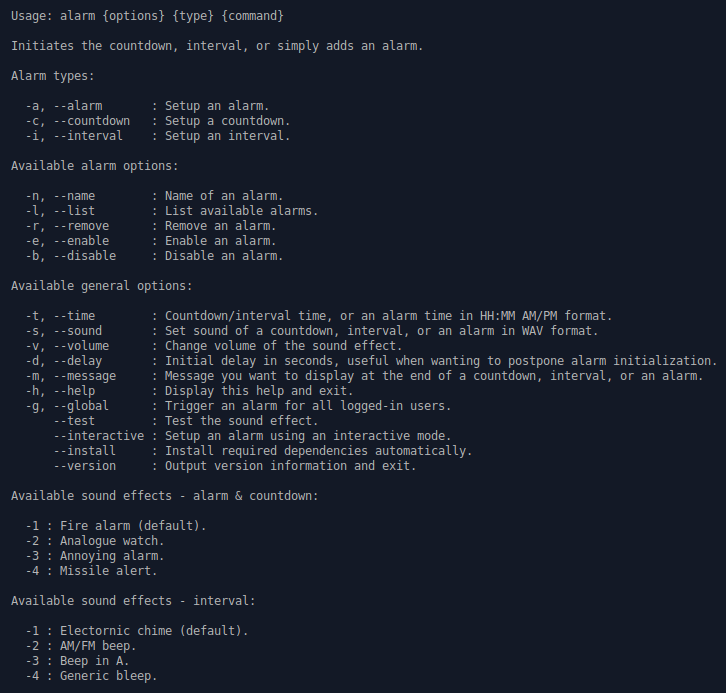 Usage: alarm {options} {type} {command}
Initiates the countdown, interval, or simply adds an alarm.
Alarm types:
-a, --alarm : Setup an alarm.
-c, --countdown : Setup a countdown.
-i, --interval : Setup an interval.
Available alarm options:
-n, --name : Name of an alarm.
-l, --list : List available alarms.
-r, --remove : Remove an alarm.
-e, --enable : Enable an alarm.
-b, --disable : Disable an alarm.
Available general options:
-t, --time : Countdown/interval time, or an alarm time in HH:MM AM/PM format.
-s, --sound : Set sound of a countdown, interval, or an alarm in WAV format.
-v, --volume : Change volume of the sound effect.
-d, --delay : Initial delay in seconds, useful when wanting to postpone alarm initialization.
-m, --message : Message you want to display at the end of a countdown, interval, or an alarm.
-h, --help : Display this help and exit.
-g, --global : Trigger an alarm for all logged-in users.
--test : Test the sound effect.
--interactive : Setup an alarm using an interactive mode.
--install : Install required dependencies automatically.
--version : Output version information and exit.
Available sound effects - alarm & countdown:
-1 : Fire alarm (default).
-2 : Analogue watch.
-3 : Annoying alarm.
-4 : Missile alert.
Available sound effects - interval:
-1 : Electornic chime (default).
-2 : AM/FM beep.
-3 : Beep in A.
-4 : Generic bleep.